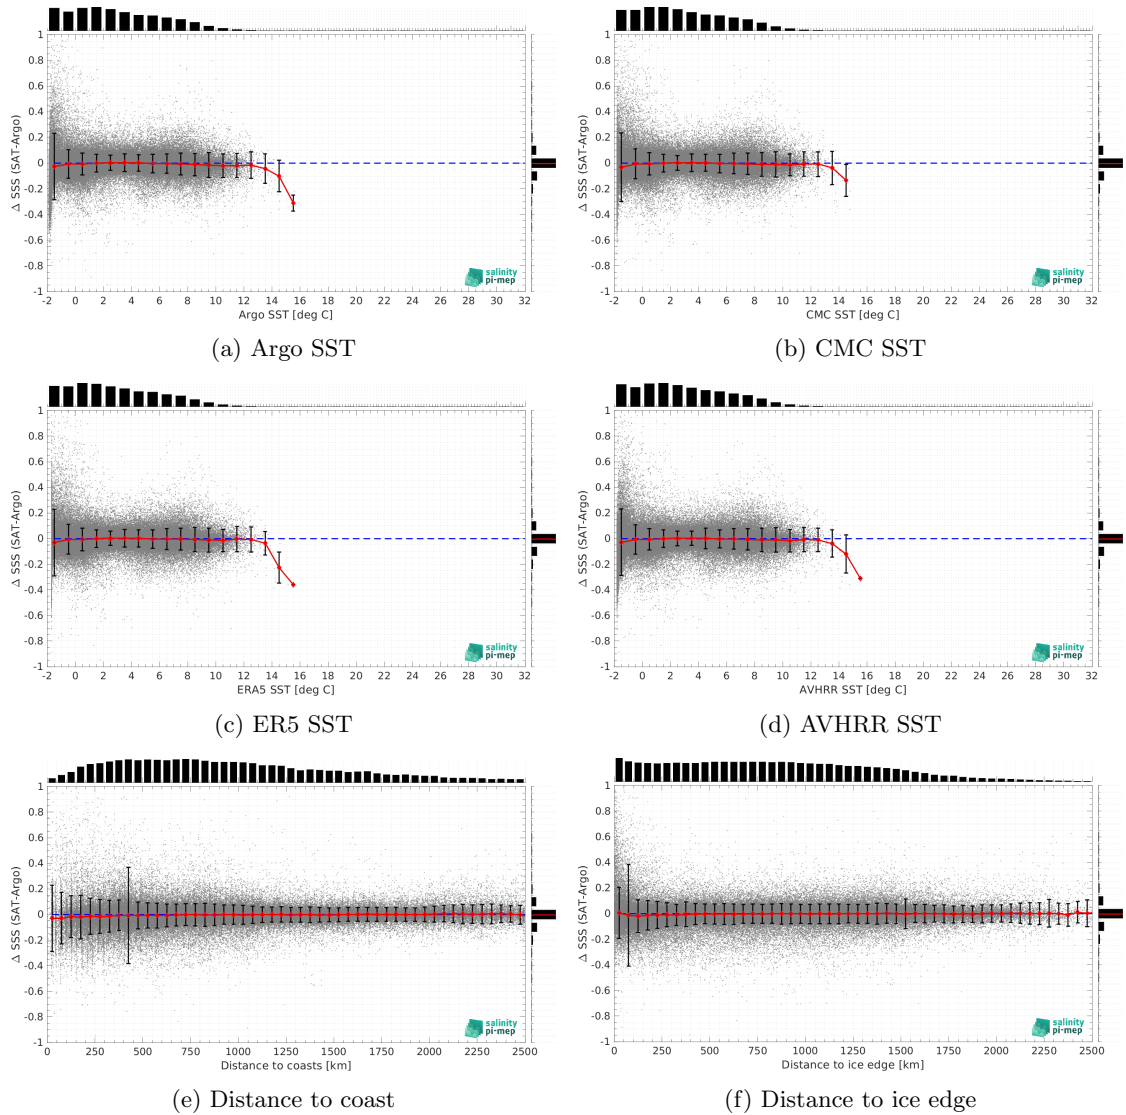 1
0.8
0.6
0.4
0.2
0
-0.2
-0.4
-0.6
-0.8
-1
Δ SSS (SAT-Argo)
-2 0 2 4 6 8 10 12 14 16 18 20 22 24 26 28 30 32
Argo SST [deg C]
salinity
pi-mep
(a) Argo SST
1
0.8
0.6
0.4
0.2
0
-0.2
-0.4
-0.6
-0.8
-1
Δ SSS (SAT-Argo)
-2 0 2 4 6 8 10 12 14 16 18 20 22 24 26 28 30 32
CMC SST [deg C]
salinity
pi-mep
(b) CMC SST
1
0.8
0.6
0.4
0.2
0
-0.2
-0.4
-0.6
-0.8
-1
Δ SSS (SAT-Argo)
-2 0 2 4 6 8 10 12 14 16 18 20 22 24 26 28 30 32
ERA5 SST [deg C]
salinity
pi-mep
(c) ER5 SST
1
0.8
0.6
0.4
0.2
0
-0.2
-0.4
-0.6
-0.8
-1
Δ SSS (SAT-Argo)
-2 0 2 4 6 8 10 12 14 16 18 20 22 24 26 28 30 32
AVHRR SST [deg C]
salinity
pi-mep
(d) AVHRR SST
1
0.8
0.6
0.4
0.2
0
-0.2
-0.4
-0.6
-0.8
-1
Δ SSS (SAT-Argo)
0 250 500 750 1000 1250 1500 1750 2000 2250 2500
Distance to coasts [km]
salinity
pi-mep
(e) Distance to coast
1
0.8
0.6
0.4
0.2
0
-0.2
-0.4
-0.6
-0.8
-1
Δ SSS (SAT-Argo)
0 250 500 750 1000 1250 1500 1750 2000 2250 2500
Distance to ice edge [km]
salinity
pi-mep
(f) Distance to ice edge